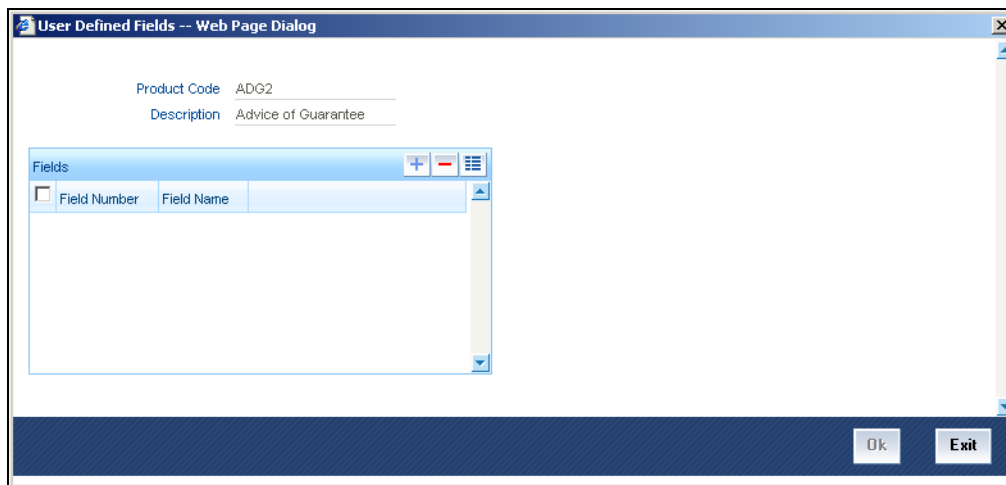 User Defined Fields -- Web Page Dialog
Product Code ADG2
Description Advice of Guarantee
Fields
Field Number Field Name
Ok Exit